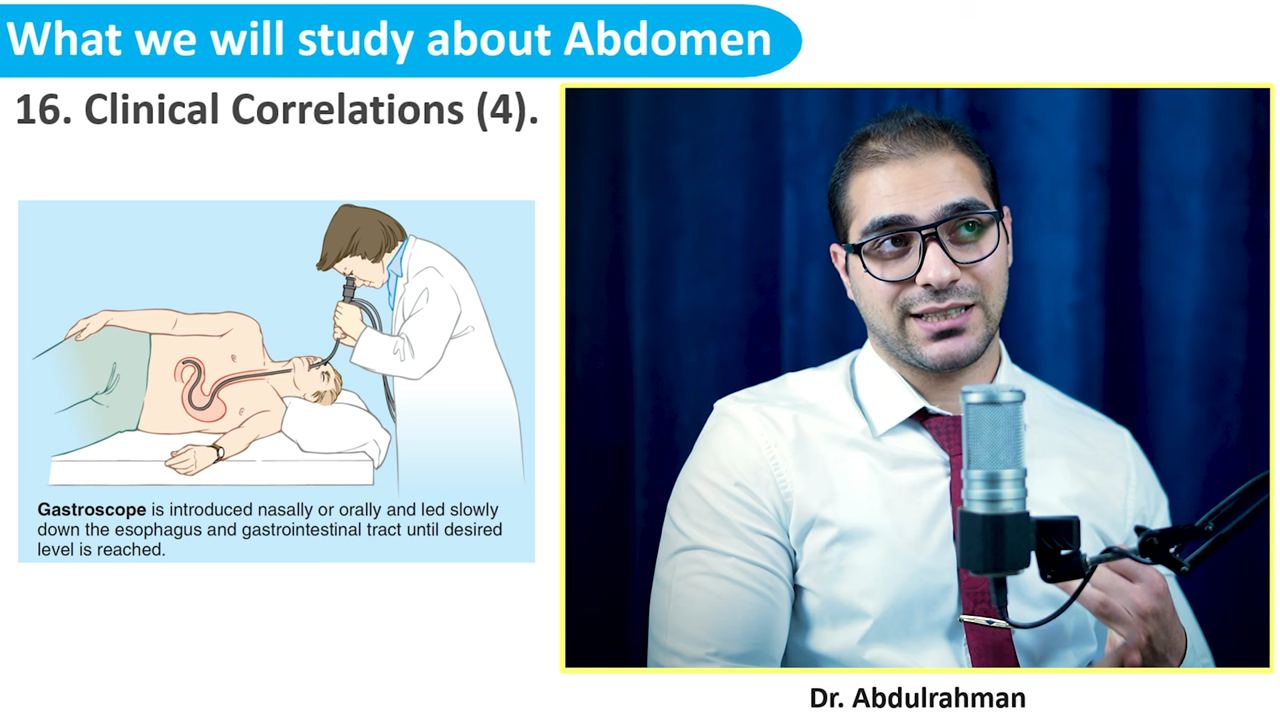 What we will study about Abdomen
16. Clinical Correlations (4).
Gastroscope is introduced nasally or orally and led slowly
down the esophagus and gastrointestinal tract until desired
level is reached.
Dr. Abdulrahman